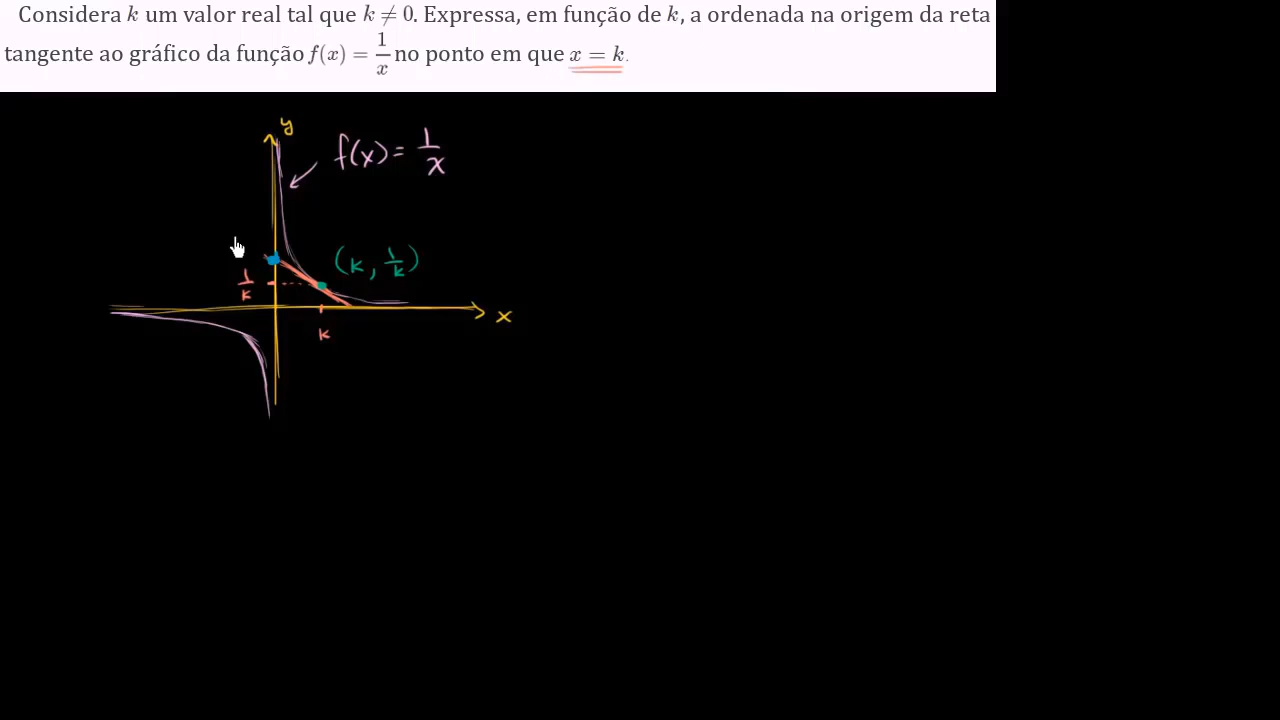 Considera k um valor real tal que k ≠ 0. Expressa, em função de k, a ordenada na origem da reta
tangente ao gráfico da função f(x) = 1/x no ponto em que x = k.
y
f(x) = 1/x
(k, 1/k)
1/k
x
k